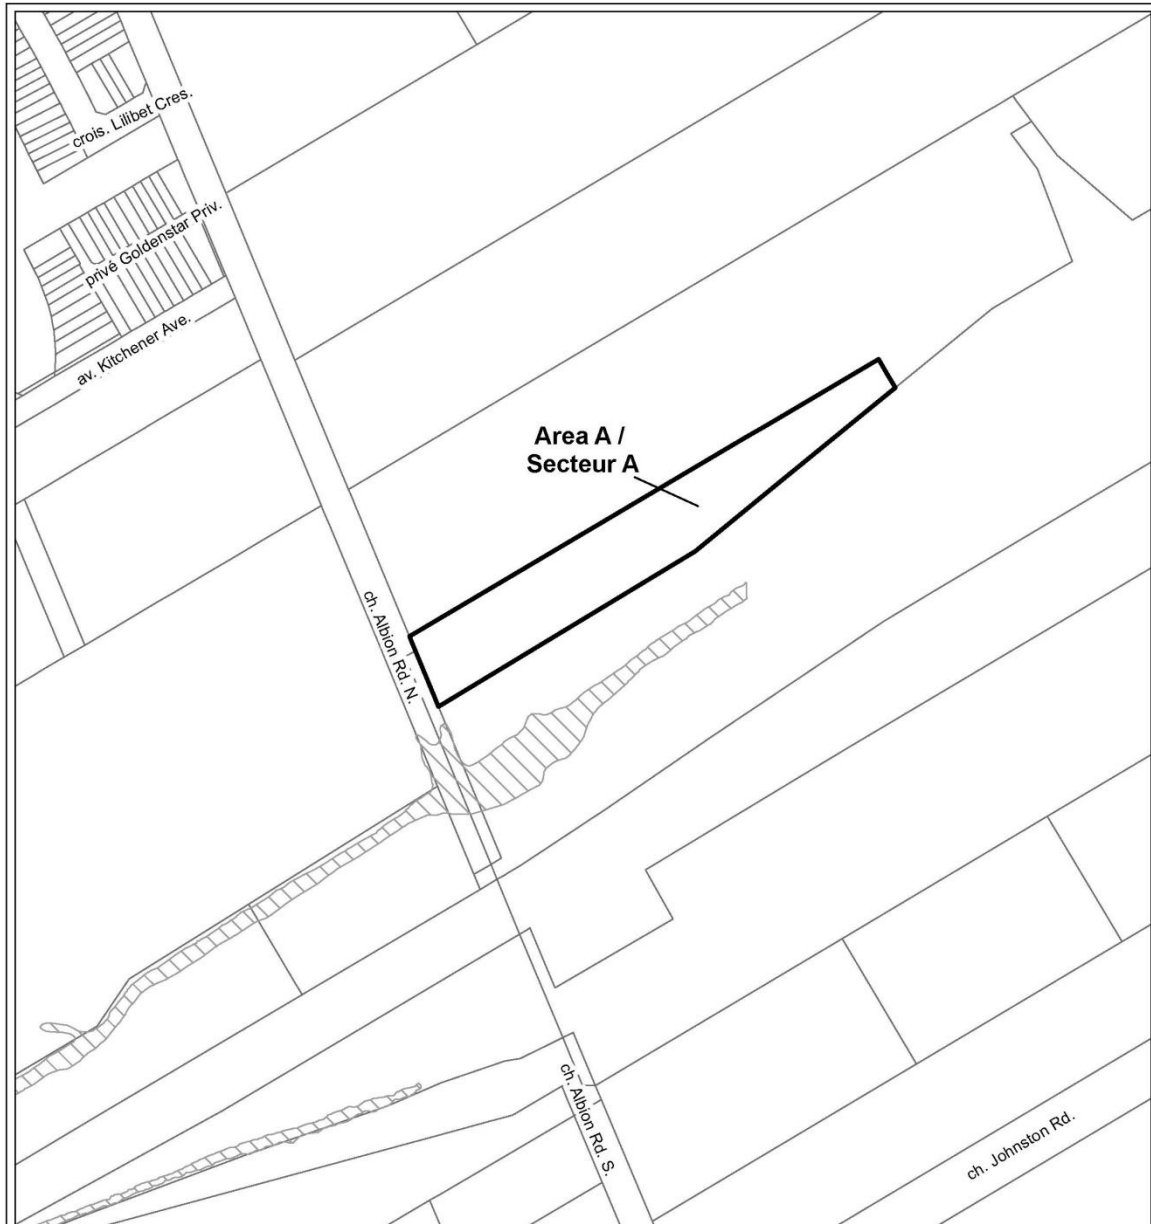 crois. Lilibet Cres.
privé Goldenstar Priv.
av. Kitchener Ave.
Area A /
Secteur A
ch. Albion Rd. N.
ch. Albion Rd. S.
ch. Johnston Rd.